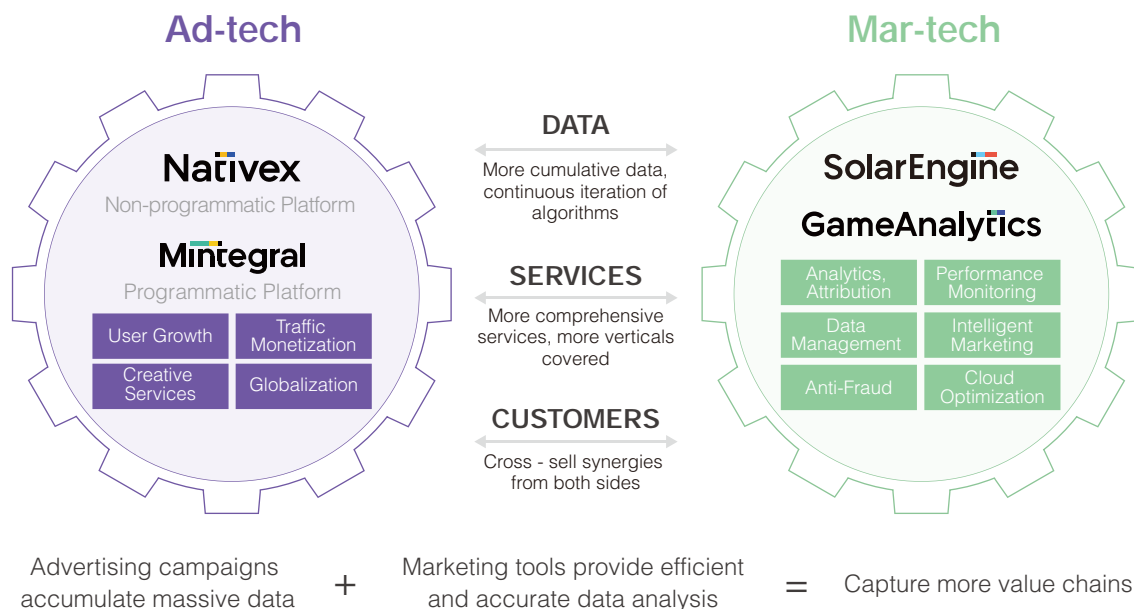 Ad-tech
Mar-tech
Nativex
Non-programmatic Platform
Mintegral
Programmatic Platform
User Growth
Traffic
Monetization
Creative
Services
Globalization
DATA
More cumulative data,
continuous iteration of
algorithms
SERVICES
More comprehensive
services, more verticals
covered
CUSTOMERS
Cross - sell synergies
from both sides
SolarEngine
GameAnalytics
Analytics,
Attribution
Performance
Monitoring
Data
Management
Intelligent
Marketing
Anti-Fraud
Cloud
Optimization
Advertising campaigns
accumulate massive data
+
Marketing tools provide efficient
and accurate data analysis
=
Capture more value chains